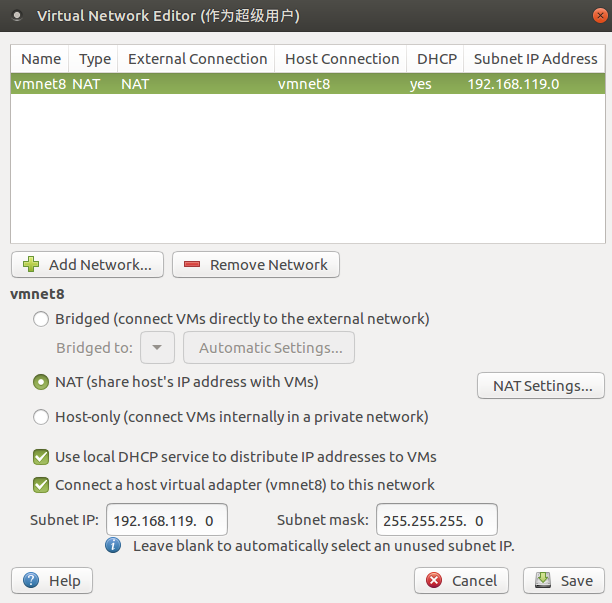 Virtual Network Editor (作为超级用户)
Name Type External Connection Host Connection DHCP Subnet IP Address
vmnet8 NAT NAT vmnet8 yes 192.168.119.0
Add Network... Remove Network
vmnet8
Bridged (connect VMs directly to the external network)
Bridged to: Automatic Settings...
NAT (share host's IP address with VMs) NAT Settings...
Host-only (connect VMs internally in a private network)
Use local DHCP service to distribute IP addresses to VMs
Connect a host virtual adapter (vmnet8) to this network
Subnet IP: 192.168.119. 0 Subnet mask: 255.255.255. 0
Leave blank to automatically select an unused subnet IP.
Help Cancel Save